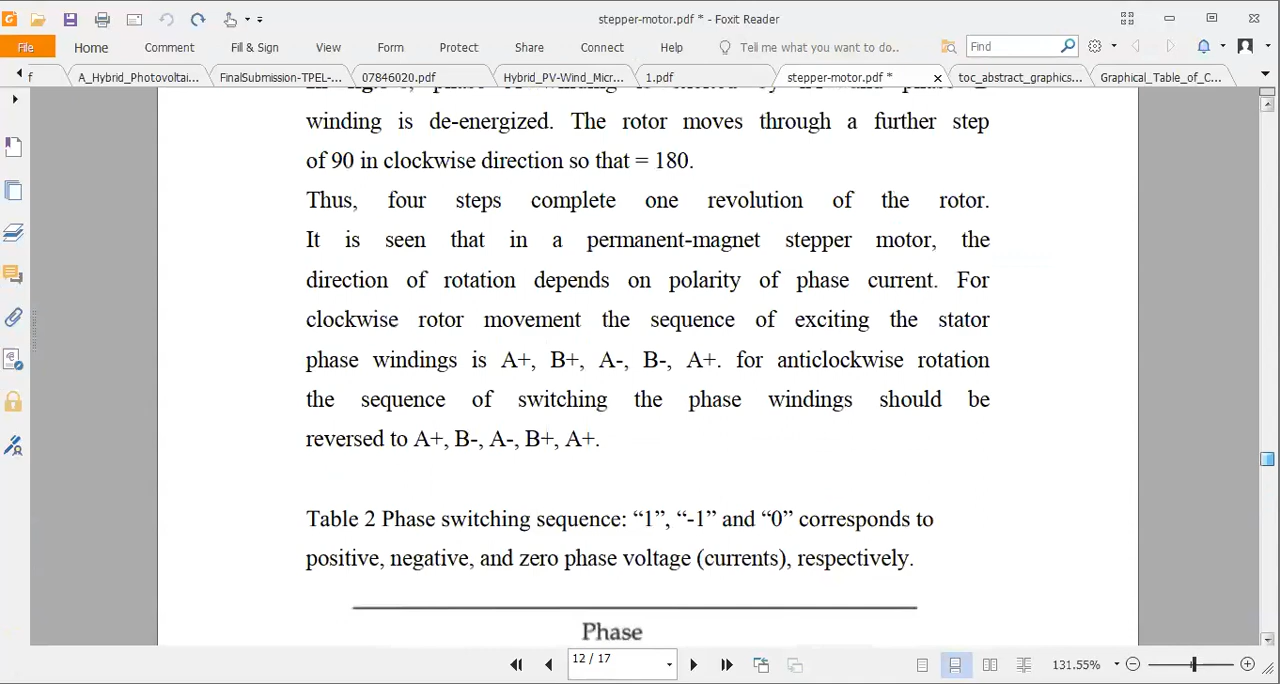 stepper-motor.pdf * - Foxit Reader
File Home Comment Fill & Sign View Form Protect Share Connect Help Tell me what you want to do.. Find
f A_Hybrid_Photovoltai... FinalSubmission-TPEL-... 07846020.pdf Hybrid_PV-Wind_Micr... 1.pdf stepper-motor.pdf * toc_abstract_graphics... Graphical_Table_of_C...
winding is de-energized. The rotor moves through a further step
of 90 in clockwise direction so that = 180.
Thus, four steps complete one revolution of the rotor.
It is seen that in a permanent-magnet stepper motor, the
direction of rotation depends on polarity of phase current. For
clockwise rotor movement the sequence of exciting the stator
phase windings is A+, B+, A-, B-, A+. for anticlockwise rotation
the sequence of switching the phase windings should be
reversed to A+, B-, A-, B+, A+.
Table 2 Phase switching sequence: “1”, “-1” and “0” corresponds to
positive, negative, and zero phase voltage (currents), respectively.
Phase
12 / 17
131.55%